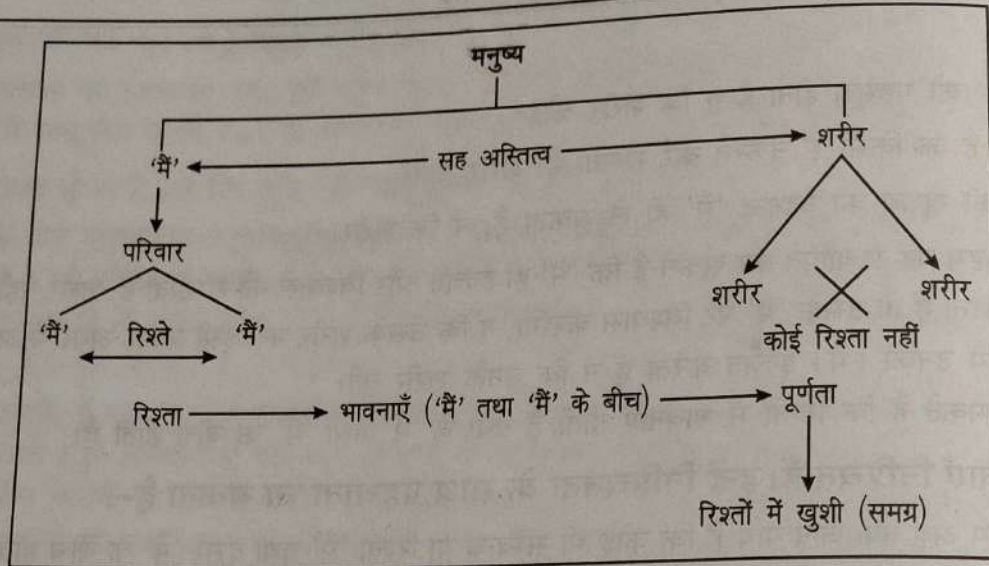 मनुष्य
'मैं' सह अस्तित्व शरीर
परिवार
शरीर शरीर
'मैं' रिश्ते 'मैं'
कोई रिश्ता नहीं
रिश्ता भावनाएँ ('मैं' तथा 'मैं' के बीच) पूर्णता
रिश्तों में खुशी (समग्र)